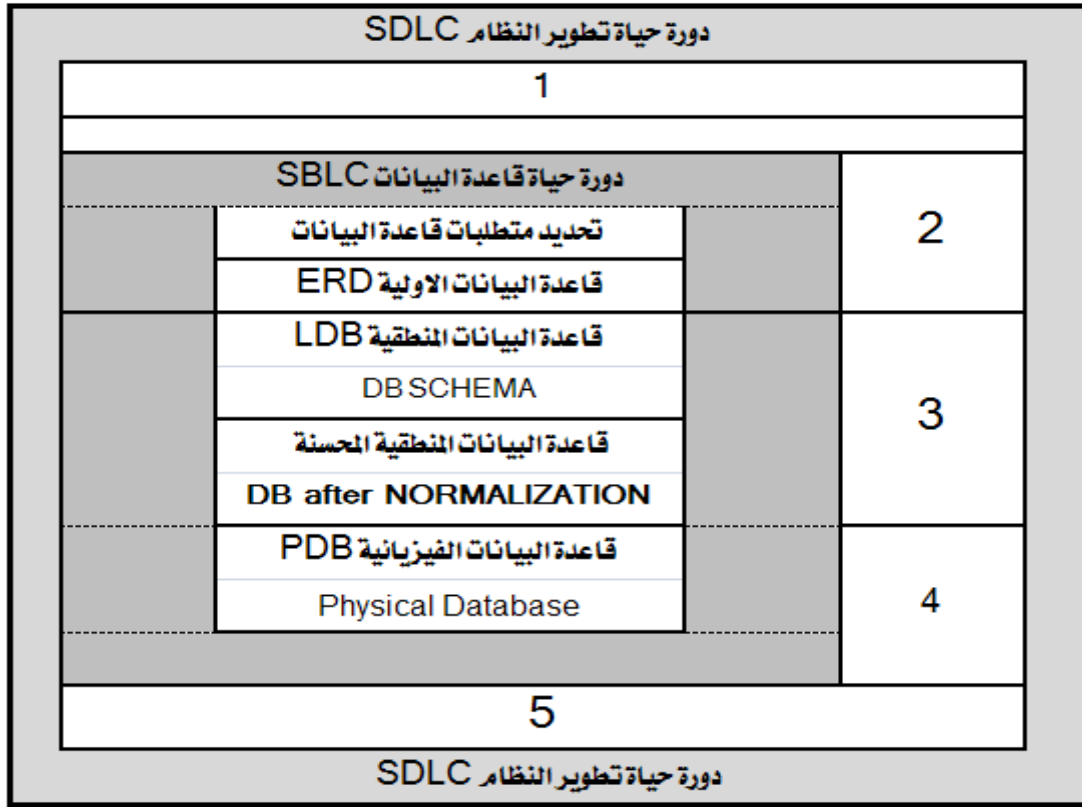 دورة حياة تطوير النظام SDLC
1
دورة حياة قاعدة البيانات SBLC
2
تحديد متطلبات قاعدة البيانات
قاعدة البيانات الاولية ERD
قاعدة البيانات المنطقية LDB
DB SCHEMA
3
قاعدة البيانات المنطقية المحسنة
DB after NORMALIZATION
قاعدة البيانات الفيزيائية PDB
Physical Database
4
5
دورة حياة تطوير النظام SDLC